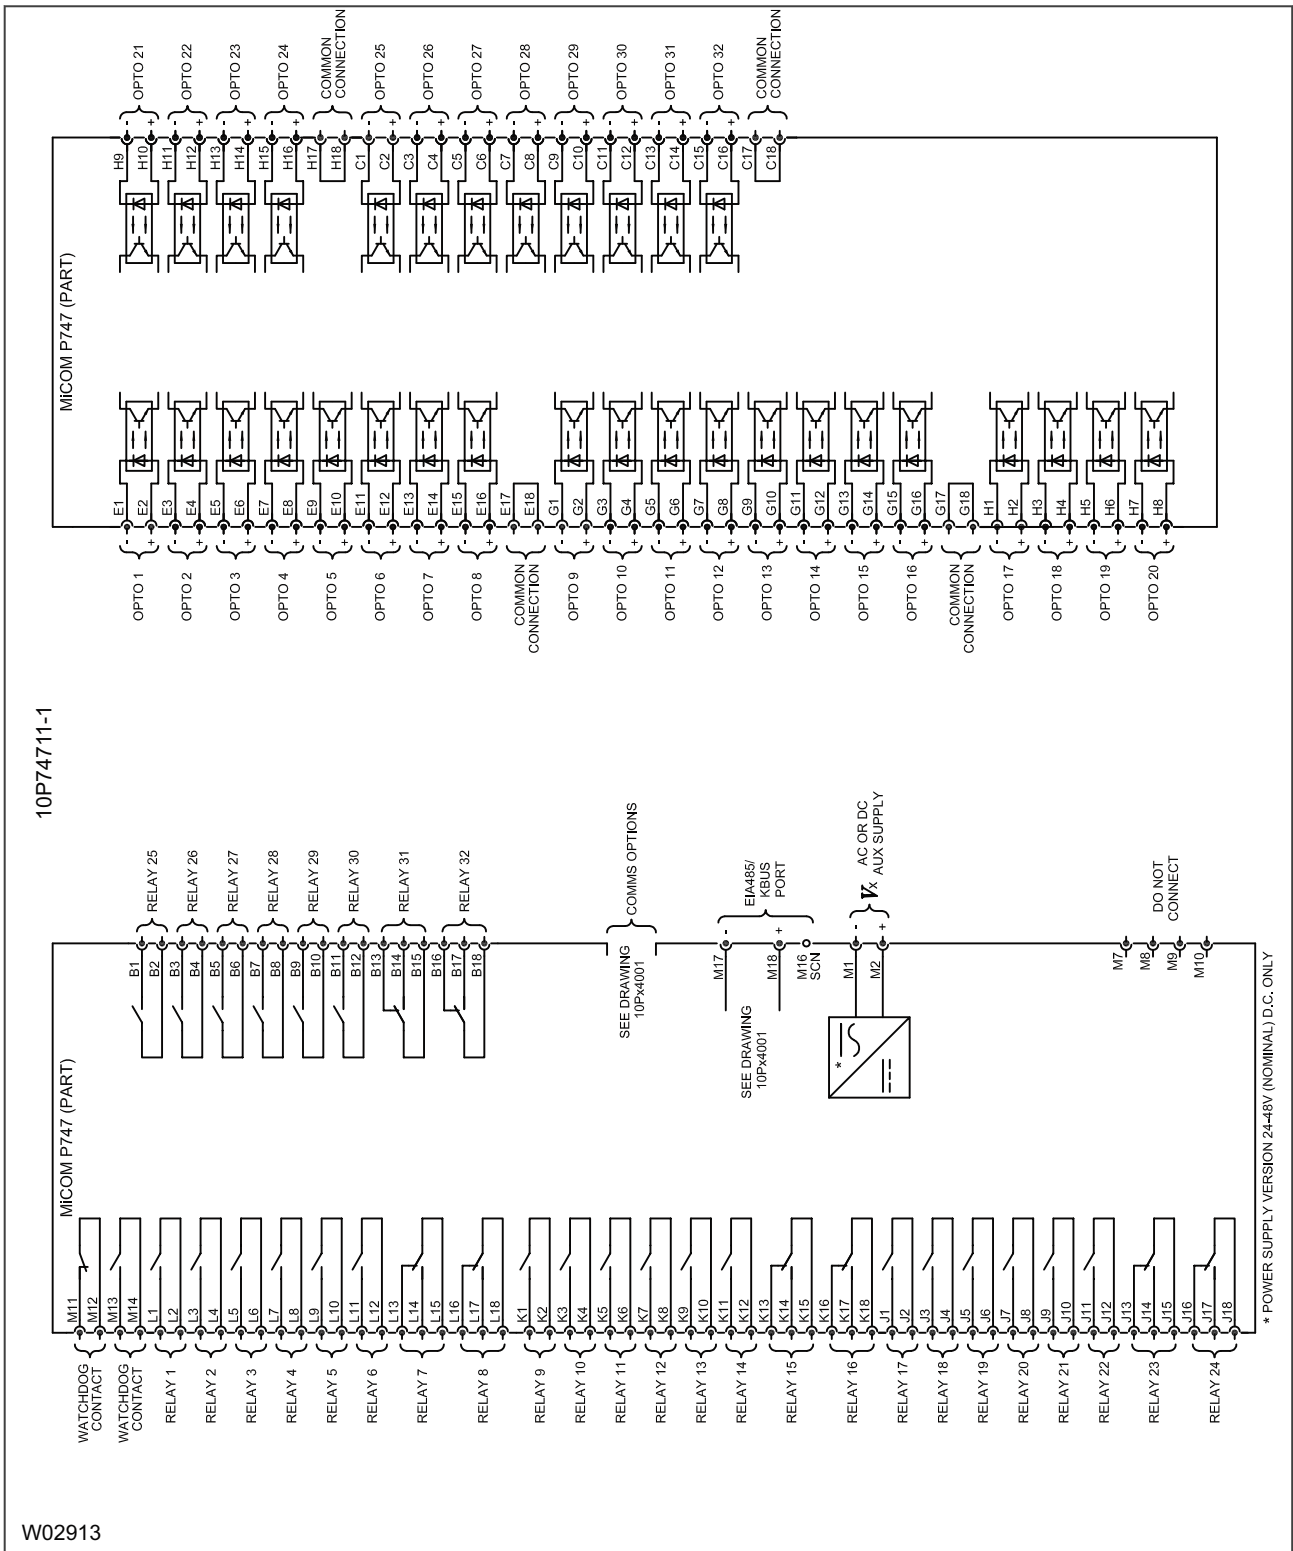 OPTO 21
OPTO 22
OPTO 23
OPTO 24
COMMON
CONNECTION
OPTO 25
OPTO 26
OPTO 27
OPTO 28
OPTO 29
OPTO 30
OPTO 31
OPTO 32
COMMON
CONNECTION
- + - + - + - + - + - + - + - + - + - + - + - +
H9
H10
H11
H12
H13
H14
H15
H16
H17
H18
C1
C2
C3
C4
C5
C6
C7
C8
C9
C10
C11
C12
C13
C14
C15
C16
C17
C18
MiCOM P747 (PART)
E1
E2
E3
E4
E5
E6
E7
E8
E9
E10
E11
E12
E13
E14
E15
E16
E17
E18
G1
G2
G3
G4
G5
G6
G7
G8
G9
G10
G11
G12
G13
G14
G15
G16
G17
G18
H1
H2
H3
H4
H5
H6
H7
H8
- + - + - + - + - + - + - + - + - + - + - + - + - + - + - + - + - + - + - + - +
OPTO 1
OPTO 2
OPTO 3
OPTO 4
OPTO 5
OPTO 6
OPTO 7
OPTO 8
COMMON
CONNECTION
OPTO 9
OPTO 10
OPTO 11
OPTO 12
OPTO 13
OPTO 14
OPTO 15
OPTO 16
COMMON
CONNECTION
OPTO 17
OPTO 18
OPTO 19
OPTO 20
10P74711-1
RELAY 25
RELAY 26
RELAY 27
RELAY 28
RELAY 29
RELAY 30
RELAY 31
RELAY 32
COMMS OPTIONS
EIA485/
KBUS
PORT
Vx
AC OR DC
AUX SUPPLY
DO NOT
CONNECT
- +
- +
B1
B2
B3
B4
B5
B6
B7
B8
B9
B10
B11
B12
B13
B14
B15
B16
B17
B18
SEE DRAWING
10Px4001
M17
M18
M16
SCN
M1
M2
M7
M8
M9
M10
SEE DRAWING
10Px4001
*
MiCOM P747 (PART)
M11
M12
M13
M14
L1
L2
L3
L4
L5
L6
L7
L8
L9
L10
L11
L12
L13
L14
L15
L16
L17
L18
K1
K2
K3
K4
K5
K6
K7
K8
K9
K10
K11
K12
K13
K14
K15
K16
K17
K18
J1
J2
J3
J4
J5
J6
J7
J8
J9
J10
J11
J12
J13
J14
J15
J16
J17
J18
WATCHDOG
CONTACT
WATCHDOG
CONTACT
RELAY 1
RELAY 2
RELAY 3
RELAY 4
RELAY 5
RELAY 6
RELAY 7
RELAY 8
RELAY 9
RELAY 10
RELAY 11
RELAY 12
RELAY 13
RELAY 14
RELAY 15
RELAY 16
RELAY 17
RELAY 18
RELAY 19
RELAY 20
RELAY 21
RELAY 22
RELAY 23
RELAY 24
* POWER SUPPLY VERSION 24-48V (NOMINAL) D.C. ONLY
W02913